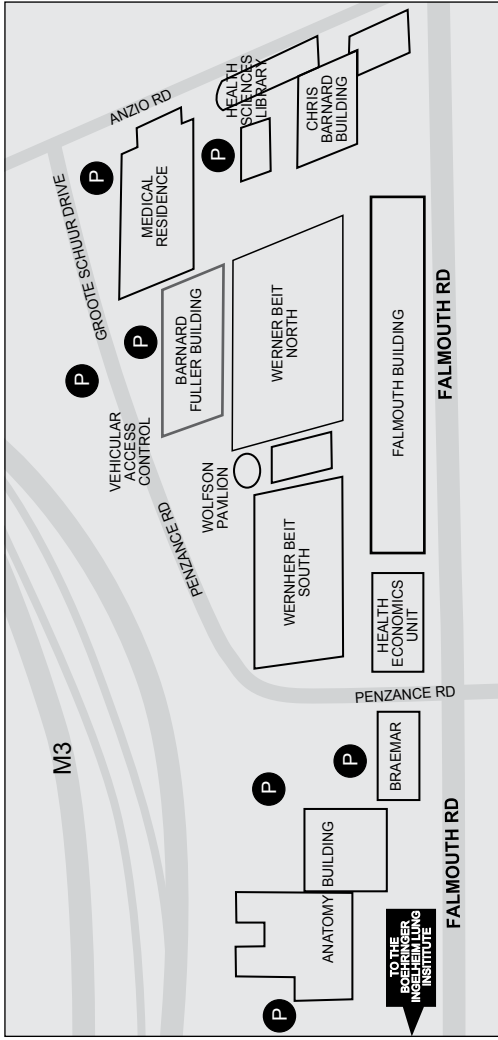 ANZIO RD
HEALTH
SCIENCES
LIBRARY
CHRIS
BARNARD
BUILDING
P
P
MEDICAL
RESIDENCE
GROOTE SCHUUR DRIVE
P
P
BARNARD
FULLER BUILDING
WERNER BEIT
NORTH
FALMOUTH BUILDING
FALMOUTH RD
VEHICULAR
ACCESS
CONTROL
WOLFSON
PAVLION
PENZANCE RD
WERNHER BEIT
SOUTH
HEALTH
ECONOMICS
UNIT
PENZANCE RD
M3
P
P
BRAEMAR
ANATOMY BUILDING
P
TO THE
BOEHRINGER
INGELHEIM LUNG
INSITITUTE
FALMOUTH RD